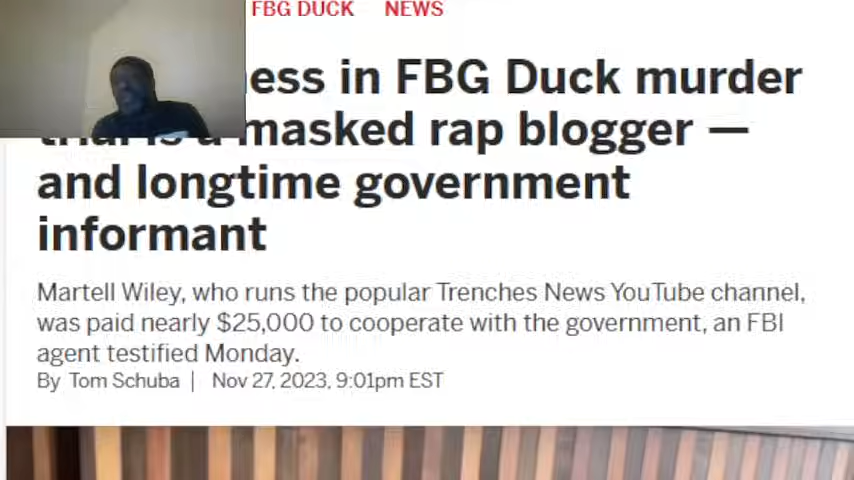 FBG DUCK NEWS
ness in FBG Duck murder
is a masked rap blogger —
and longtime government
informant
Martell Wiley, who runs the popular Trenches News YouTube channel,
was paid nearly $25,000 to cooperate with the government, an FBI
agent testified Monday.
By Tom Schuba | Nov 27, 2023, 9:01pm EST